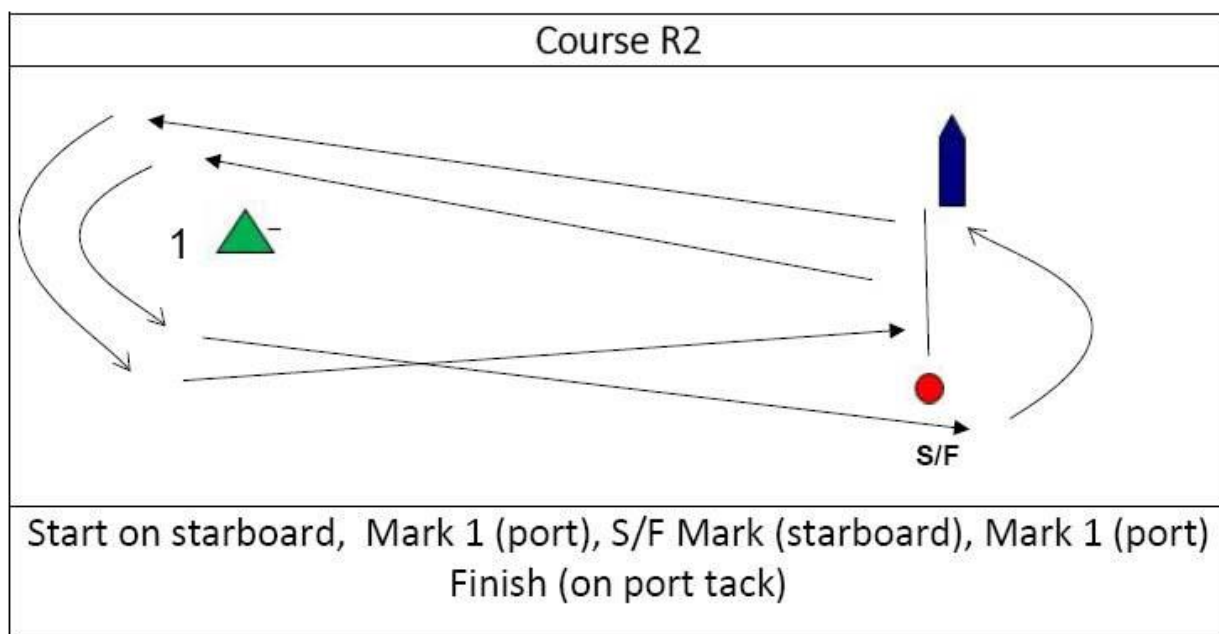 Course R2
1
S/F
Start on starboard, Mark 1 (port), S/F Mark (starboard), Mark 1 (port)
Finish (on port tack)